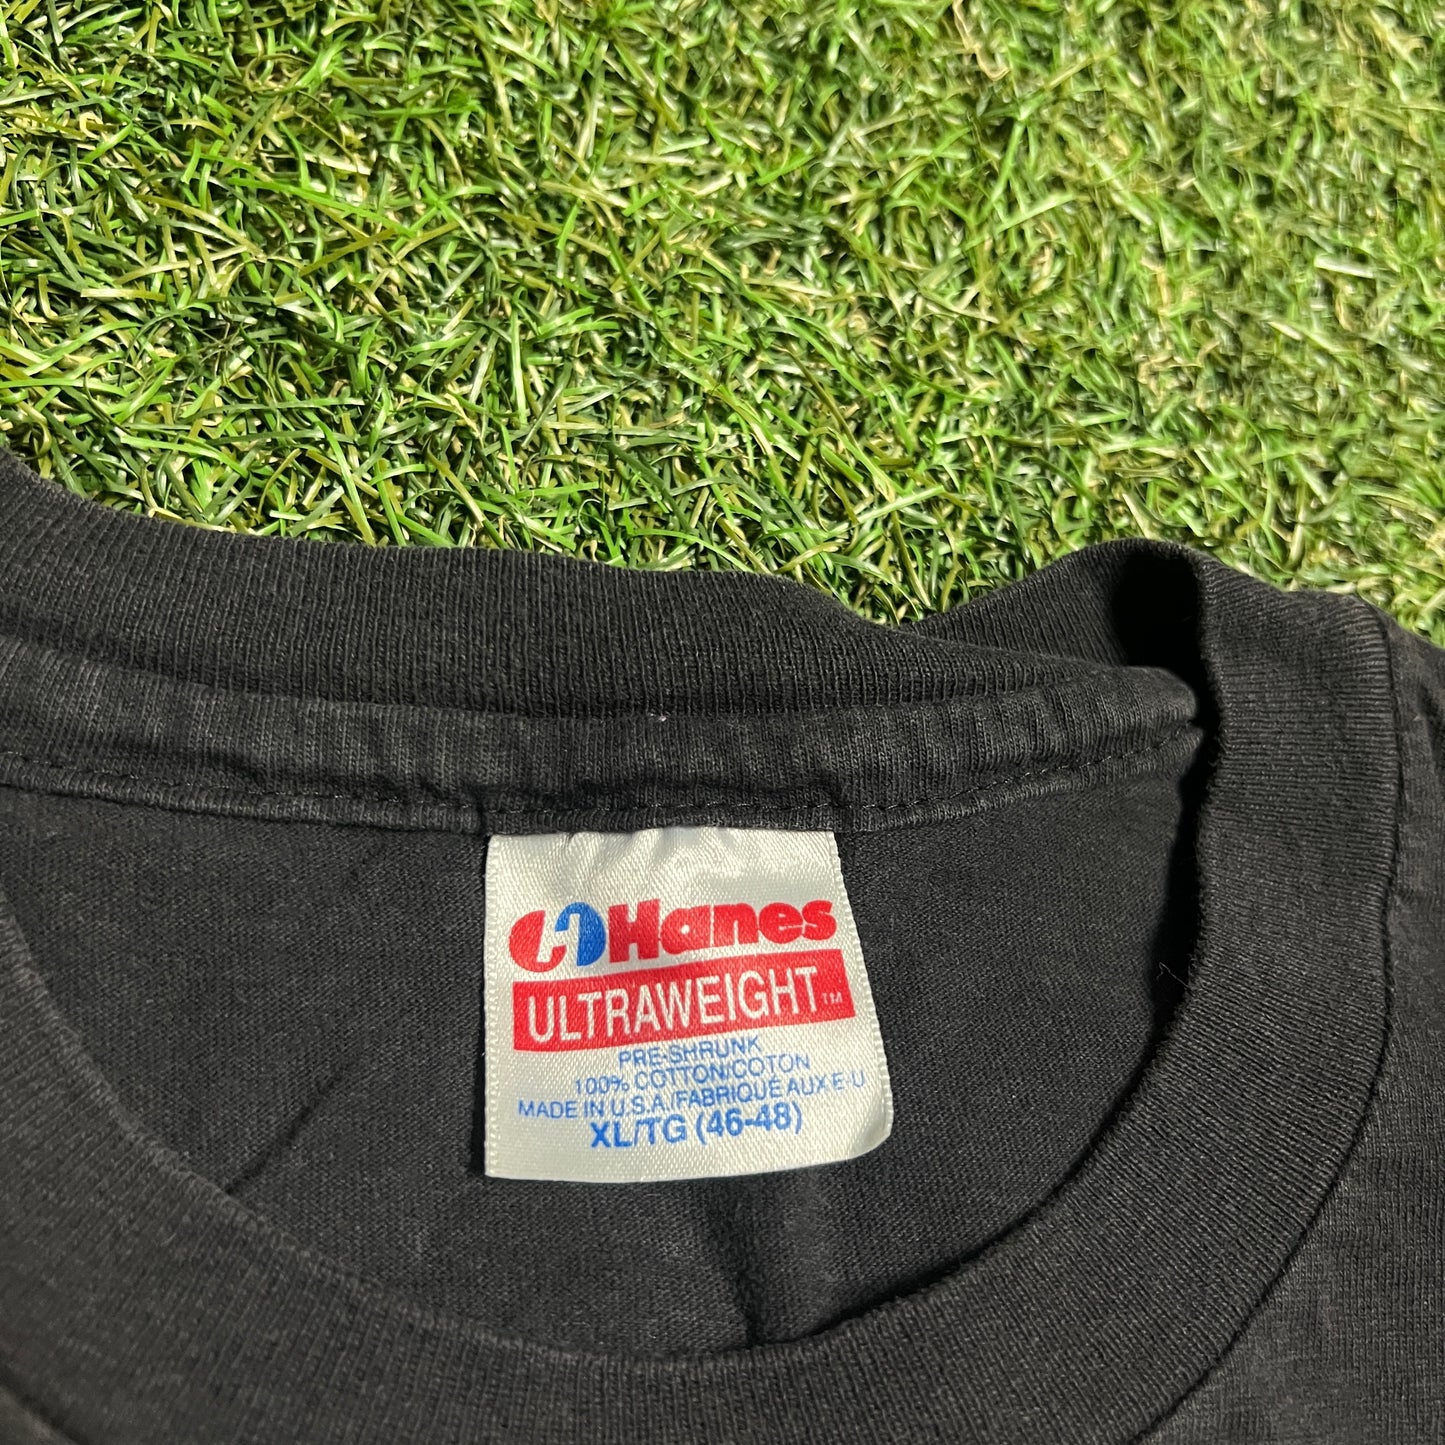 Hanes
ULTRAWEIGHT™
PRE-SHRUNK
100% COTTON/COTON
MADE IN U.S.A./FABRIQUÉ AUX E-U
XL/TG (46-48)